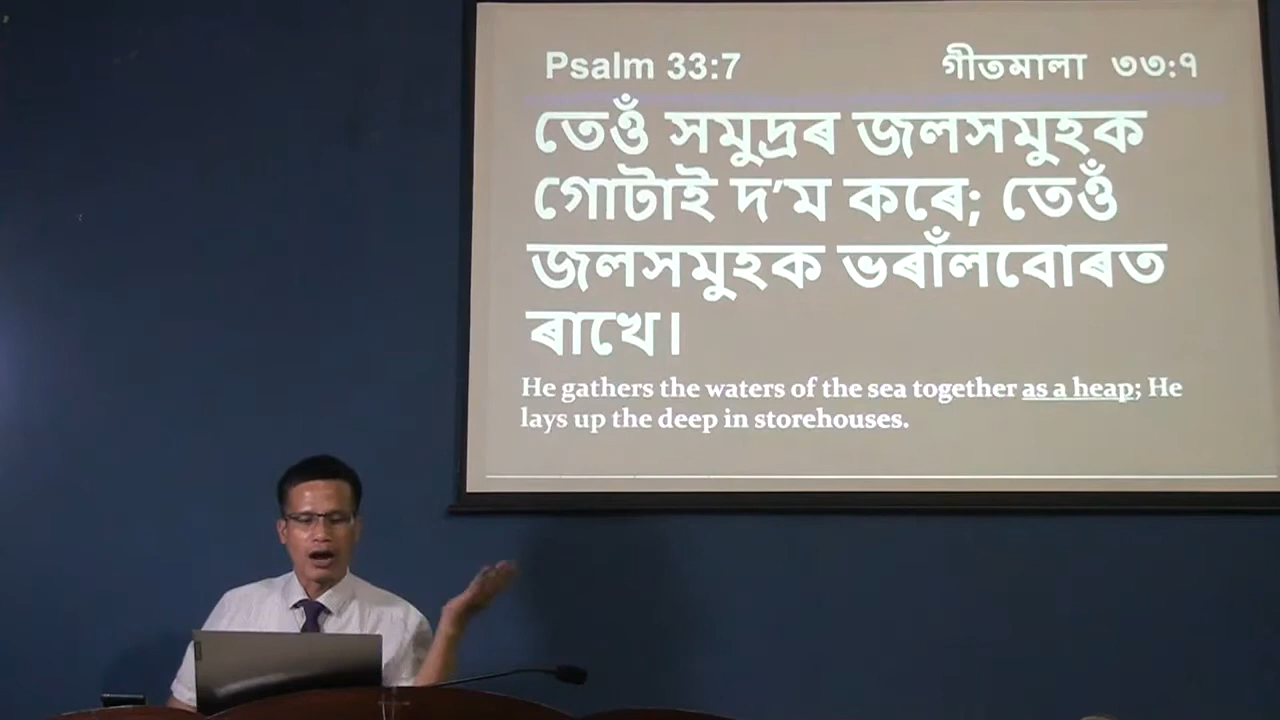 Psalm 33:7 গীতমালা ৩৩:৭
তেওঁ সমুদ্ৰৰ জলসমুহক
গোটাই দ’ম কৰে; তেওঁ
জলসমুহক ভৰাঁলবোৰত
ৰাখে।
He gathers the waters of the sea together as a heap; He
lays up the deep in storehouses.